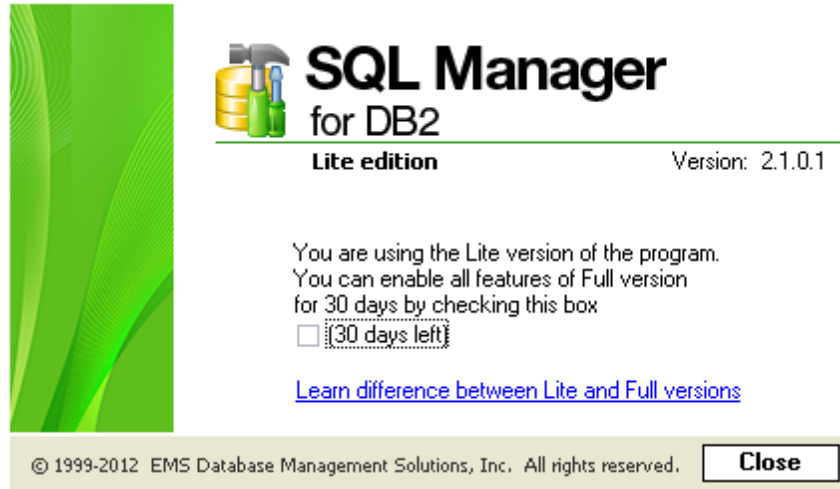 SQL Manager
for DB2
Lite edition Version: 2.1.0.1
You are using the Lite version of the program.
You can enable all features of Full version
for 30 days by checking this box
(30 days left)
Learn difference between Lite and Full versions
© 1999-2012 EMS Database Management Solutions, Inc. All rights reserved. Close